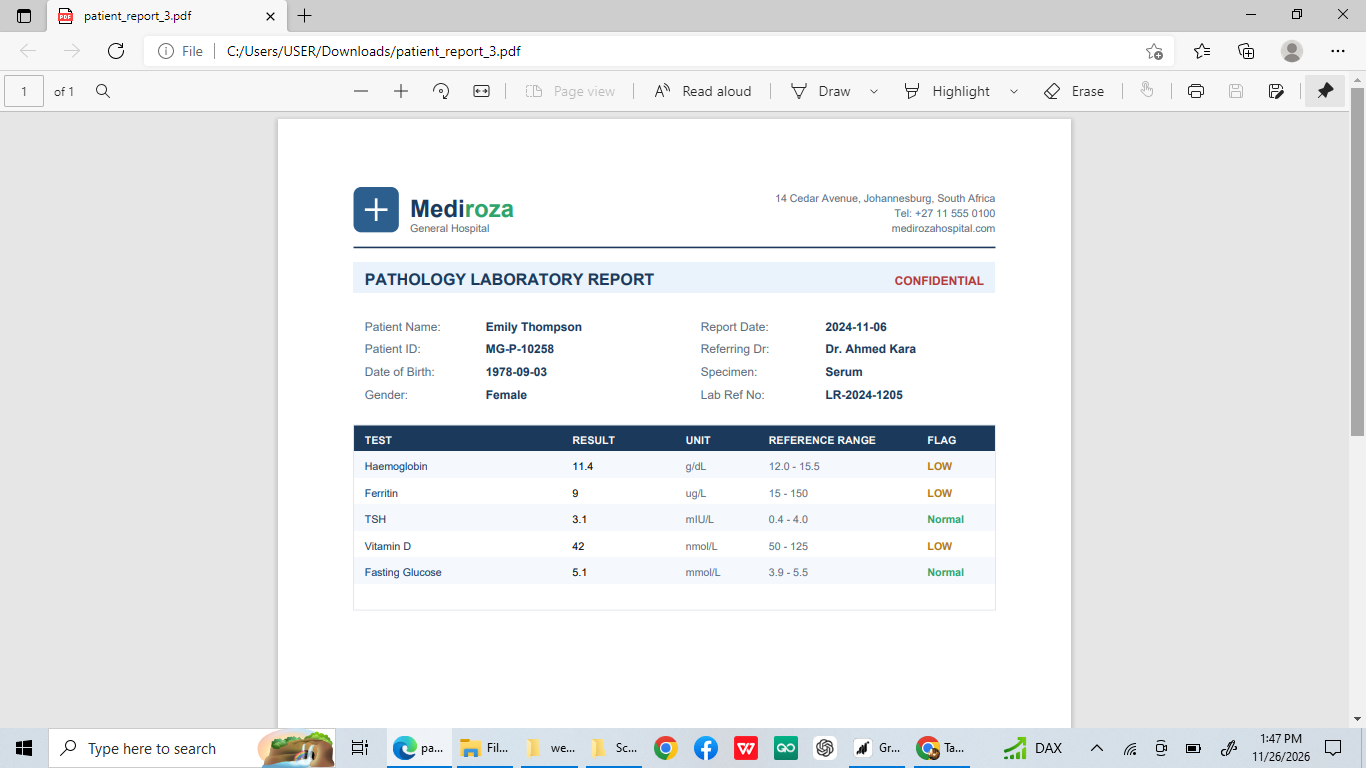 patient_report_3.pdf
File
C:/Users/USER/Downloads/patient_report_3.pdf
1 of 1
Page view
Read aloud
Draw
Highlight
Erase
Mediroza
General Hospital
14 Cedar Avenue, Johannesburg, South Africa
Tel: +27 11 555 0100
medirozahospital.com
PATHOLOGY LABORATORY REPORT CONFIDENTIAL
Patient Name: Emily Thompson Report Date: 2024-11-06
Patient ID: MG-P-10258 Referring Dr: Dr. Ahmed Kara
Date of Birth: 1978-09-03 Specimen: Serum
Gender: Female Lab Ref No: LR-2024-1205
TEST RESULT UNIT REFERENCE RANGE FLAG
Haemoglobin 11.4 g/dL 12.0 - 15.5 LOW
Ferritin 9 ug/L 15 - 150 LOW
TSH 3.1 mIU/L 0.4 - 4.0 Normal
Vitamin D 42 nmol/L 50 - 125 LOW
Fasting Glucose 5.1 mmol/L 3.9 - 5.5 Normal
Type here to search
pa...
Fil...
we...
Sc...
Gr...
Ta...
DAX
1:47 PM
11/26/2026